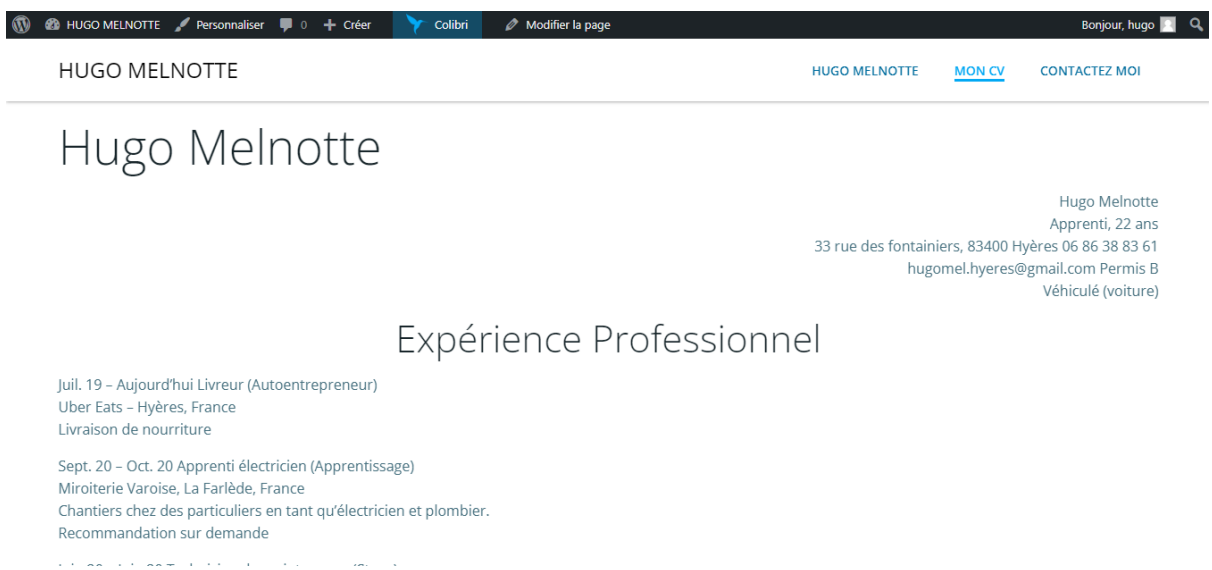 HUGO MELNOTTE Personnaliser 0 Créer Colibri Modifier la page Bonjour, hugo
HUGO MELNOTTE HUGO MELNOTTE MON CV CONTACTEZ MOI
Hugo Melnotte
Hugo Melnotte
Apprenti, 22 ans
33 rue des fontainiers, 83400 Hyères 06 86 38 83 61
hugomel.hyeres@gmail.com Permis B
Véhiculé (voiture)
Expérience Professionnel
Juil. 19 – Aujourd'hui Livreur (Autoentrepreneur)
Uber Eats – Hyères, France
Livraison de nourriture
Sept. 20 – Oct. 20 Apprenti électricien (Apprentissage)
Miroiterie Varoise, La Farlède, France
Chantiers chez des particuliers en tant qu'électricien et plombier.
Recommandation sur demande